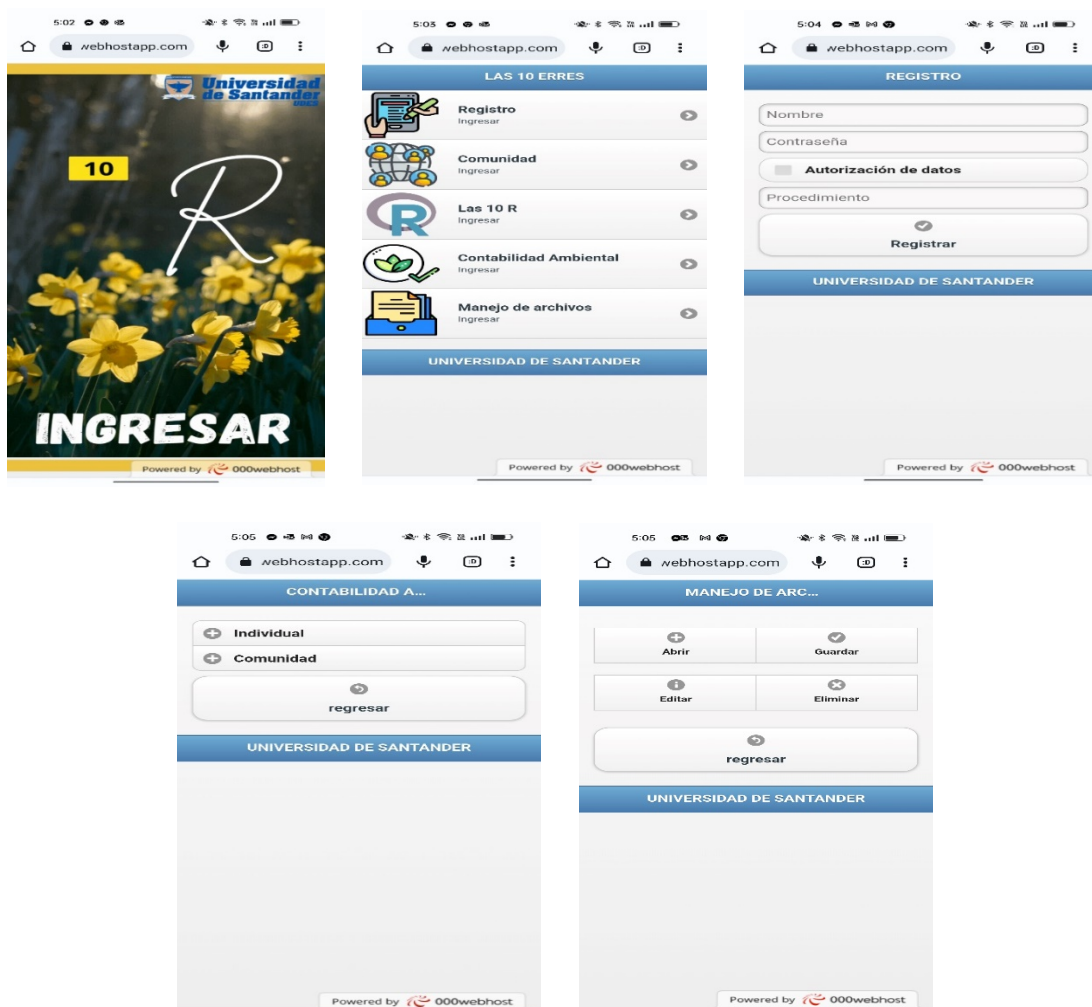 5:02
webhostapp.com
:D
Universidad
de Santander
UDES
10
R
INGRESAR
Powered by 000webhost
5:03
webhostapp.com
:D
LAS 10 ERRES
Registro
Ingresar
Comunidad
Ingresar
R
Las 10 R
Ingresar
Contabilidad Ambiental
Ingresar
Manejo de archivos
Ingresar
UNIVERSIDAD DE SANTANDER
Powered by 000webhost
5:04
webhostapp.com
:D
REGISTRO
Nombre
Contraseña
Autorización de datos
Procedimiento
Registrar
UNIVERSIDAD DE SANTANDER
Powered by 000webhost
5:05
webhostapp.com
:D
CONTABILIDAD A...
Individual
Comunidad
regresar
UNIVERSIDAD DE SANTANDER
Powered by 000webhost
5:05
webhostapp.com
:D
MANEJO DE ARC...
Abrir
Guardar
Editar
Eliminar
regresar
UNIVERSIDAD DE SANTANDER
Powered by 000webhost